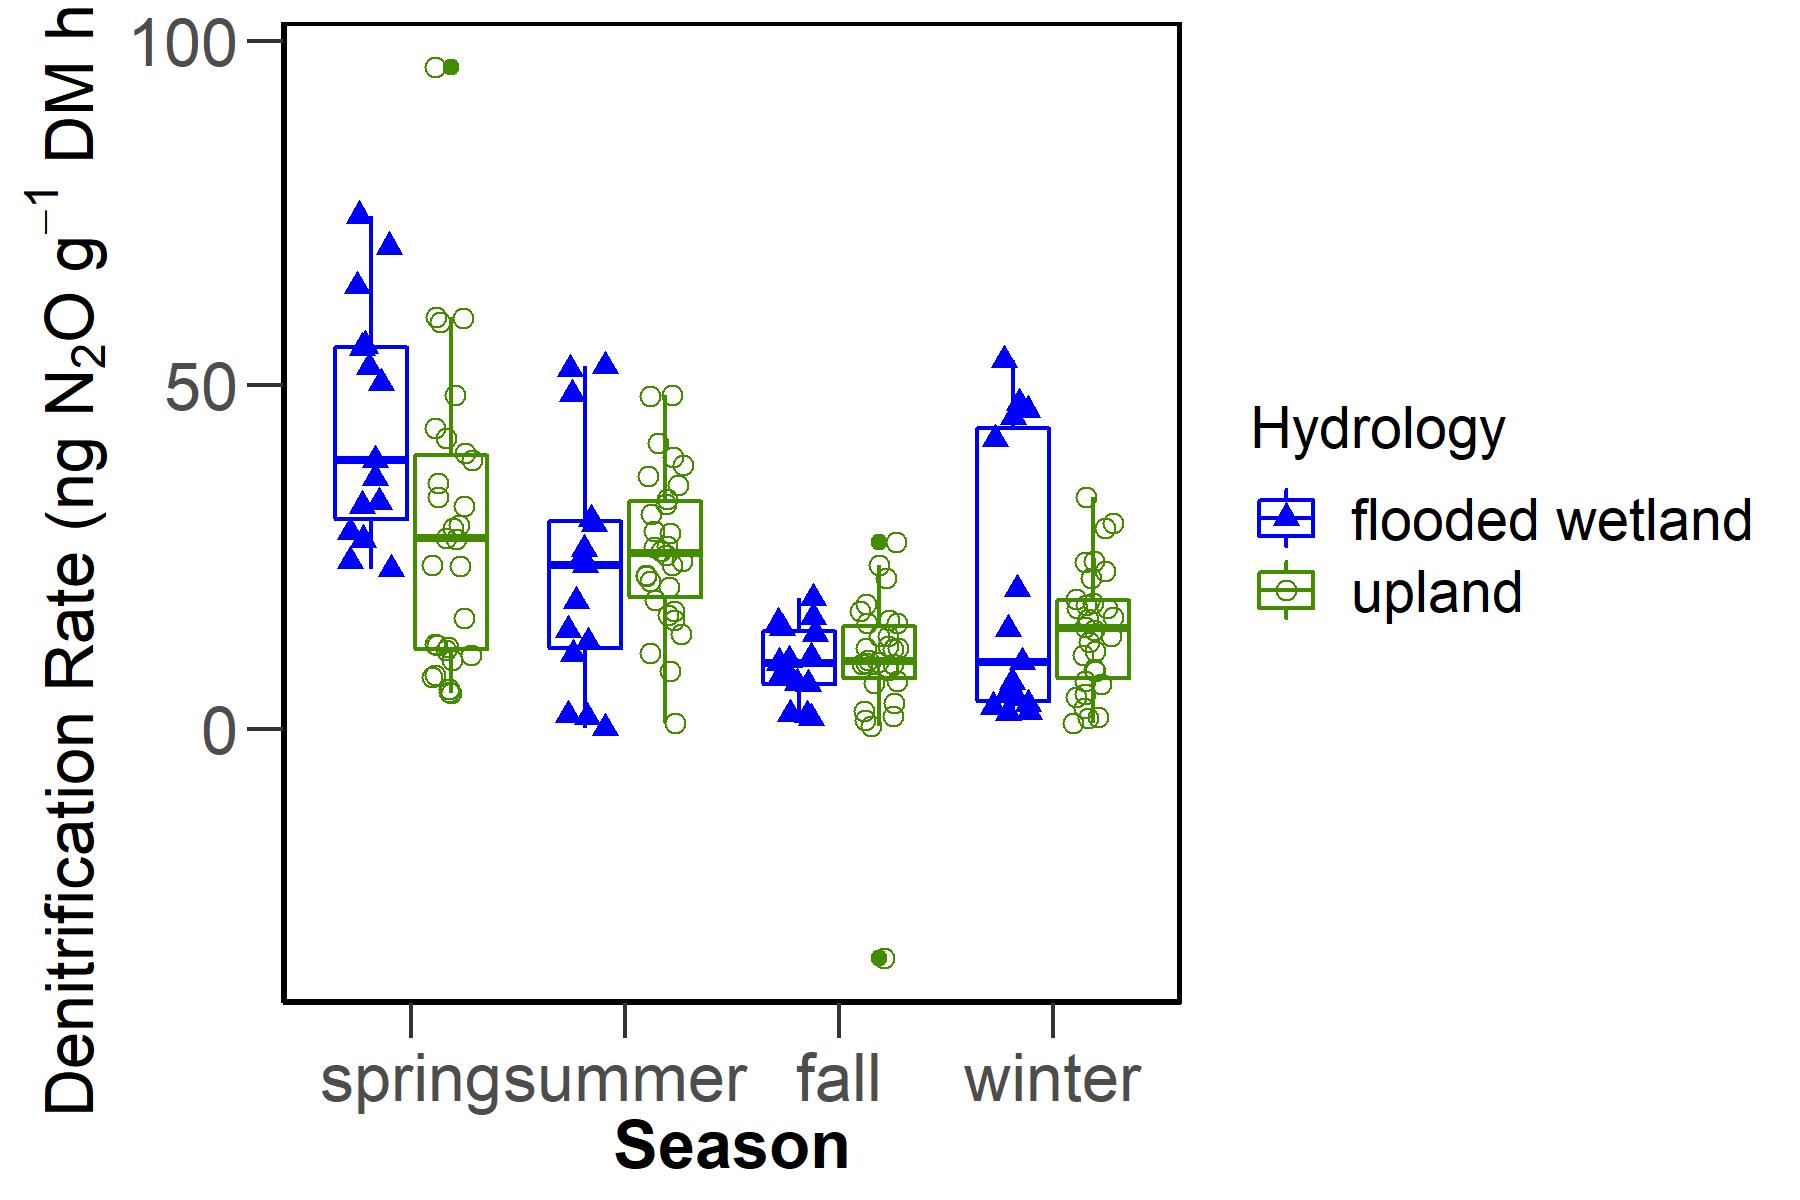 Denitrification Rate (ng N₂O g⁻¹ DM h
100
50
0
spring summer fall winter
Season
Hydrology
flooded wetland
upland